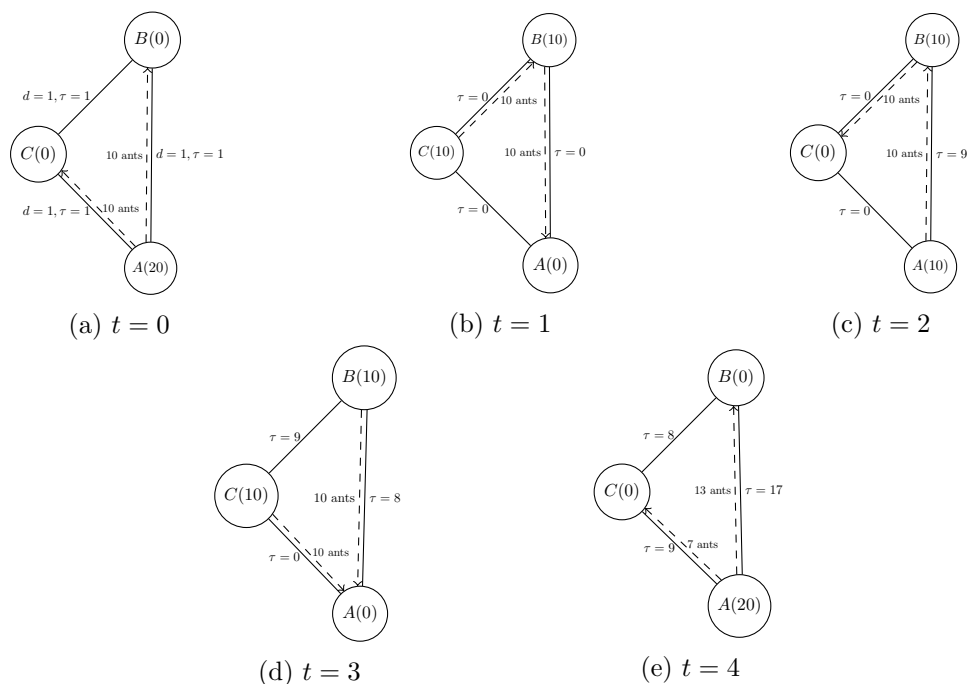 B(0)
d = 1, τ = 1
C(0)
10 ants
d = 1, τ = 1
d = 1, τ = 1
10 ants
A(20)
(a) t = 0
B(10)
τ = 0
10 ants
C(10)
10 ants
τ = 0
τ = 0
A(0)
(b) t = 1
B(10)
τ = 0
10 ants
C(0)
10 ants
τ = 9
τ = 0
A(10)
(c) t = 2
B(10)
τ = 9
C(10)
10 ants
τ = 8
τ = 0
10 ants
A(0)
(d) t = 3
B(0)
τ = 8
C(0)
13 ants
τ = 17
τ = 9
7 ants
A(20)
(e) t = 4